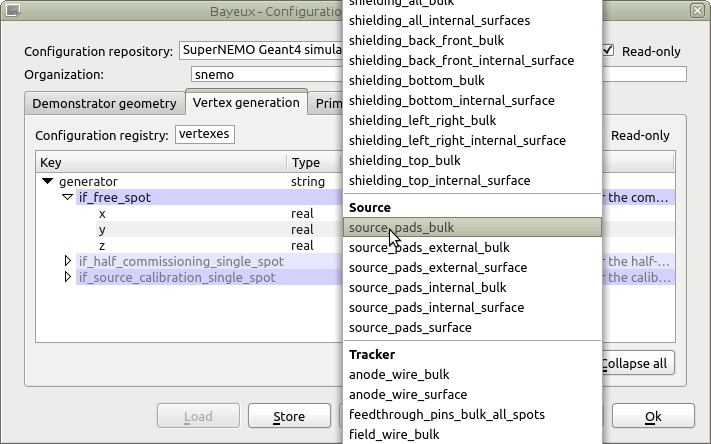 Bayeux - Configuratio
Configuration repository: SuperNEMO Geant4 simula
Read-only
Organization: snemo
Demonstrator geometry Vertex generation Prim
Configuration registry: vertexes
Read-only
Key Type
generator string
if_free_spot r the com...
x real
y real
z real
if_half_commissioning_single_spot r the half-...
if_source_calibration_single_spot r the calib...
Collapse all
Load Store Ok
shielding_all_bulk
shielding_all_internal_surfaces
shielding_back_front_bulk
shielding_back_front_internal_surface
shielding_bottom_bulk
shielding_bottom_internal_surface
shielding_left_right_bulk
shielding_left_right_internal_surface
shielding_top_bulk
shielding_top_internal_surface
Source
source_pads_bulk
source_pads_external_bulk
source_pads_external_surface
source_pads_internal_bulk
source_pads_internal_surface
source_pads_surface
Tracker
anode_wire_bulk
anode_wire_surface
feedthrough_pins_bulk_all_spots
field_wire_bulk